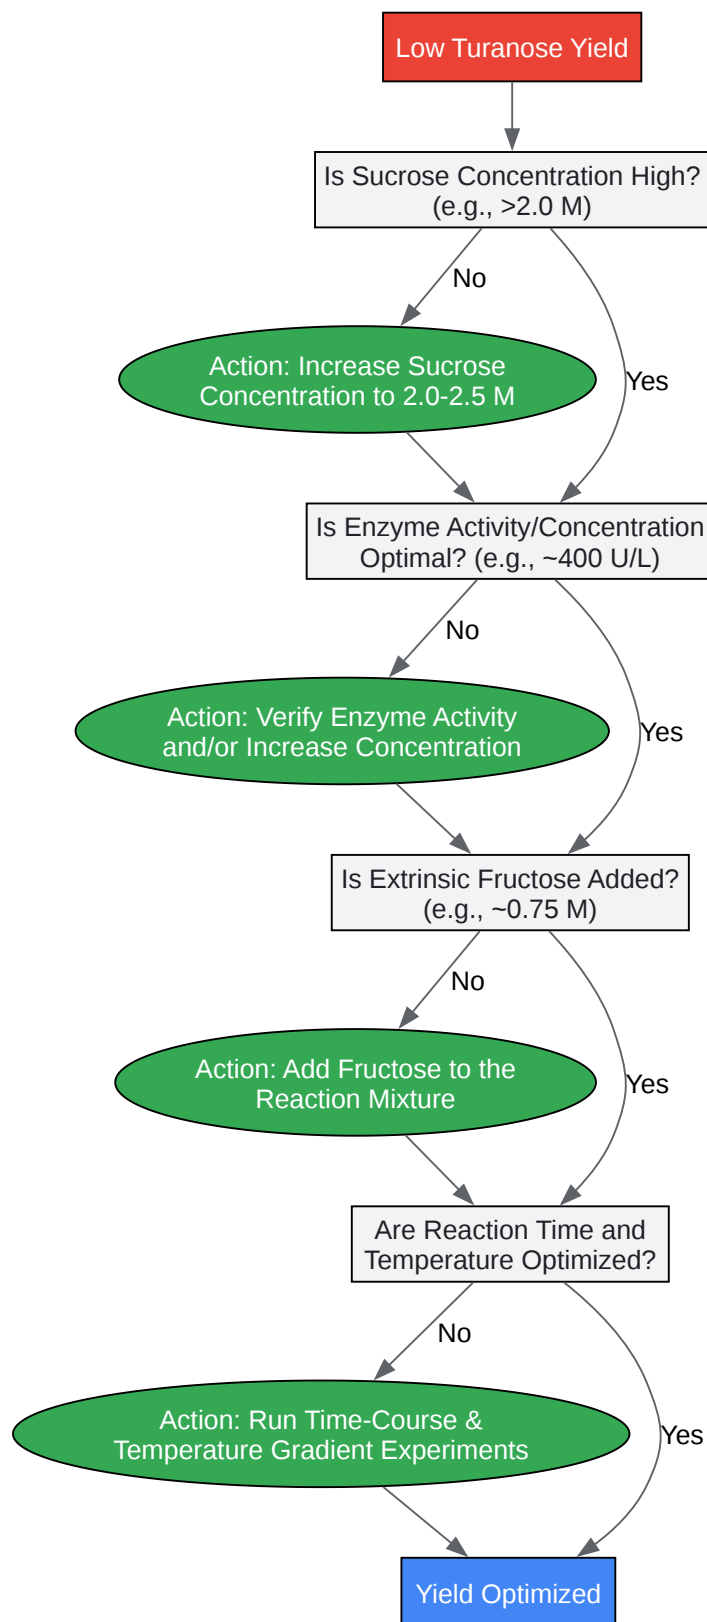 Low Turanose Yield
Is Sucrose Concentration High?
(e.g., >2.0 M)
No
Action: Increase Sucrose
Concentration to 2.0-2.5 M
Yes
Is Enzyme Activity/Concentration
Optimal? (e.g., ~400 U/L)
No
Action: Verify Enzyme Activity
and/or Increase Concentration
Yes
Is Extrinsic Fructose Added?
(e.g., ~0.75 M)
No
Action: Add Fructose to the
Reaction Mixture
Yes
Are Reaction Time and
Temperature Optimized?
No
Action: Run Time-Course &
Temperature Gradient Experiments
Yes
Yield Optimized